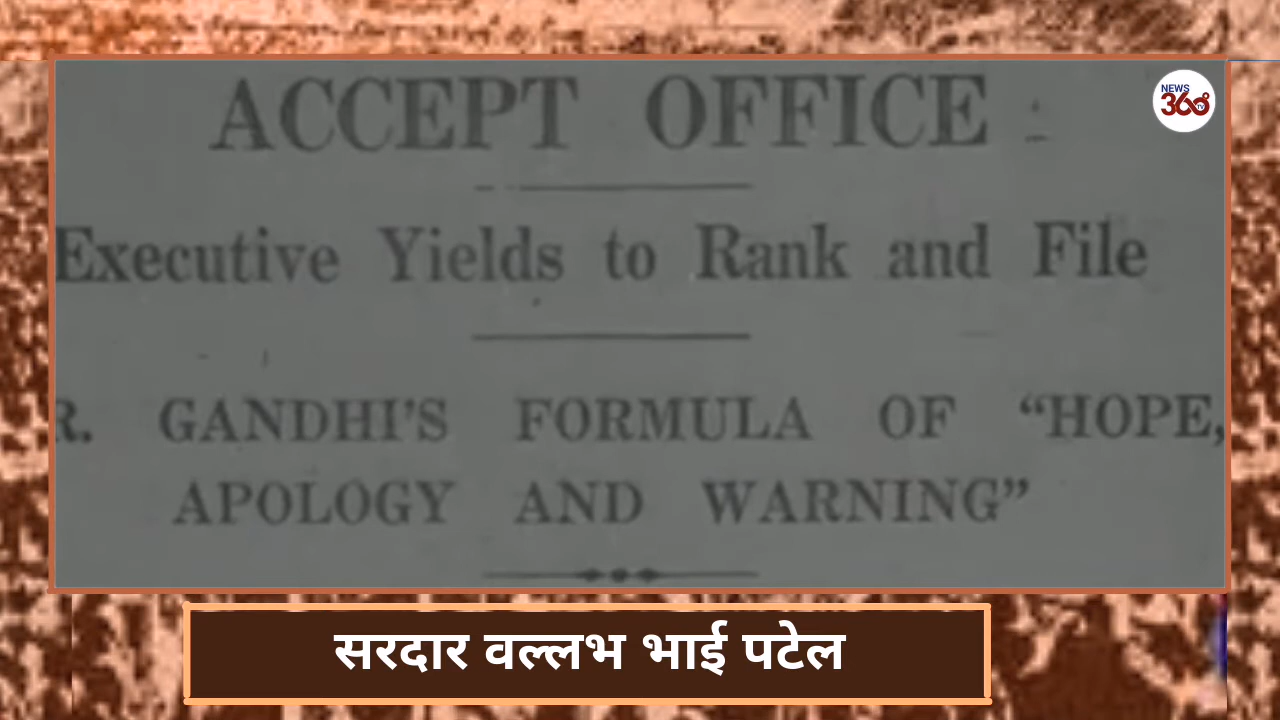 ACCEPT OFFICE :
NEWS
360
TV
Executive Yields to Rank and File
R. GANDHI'S FORMULA OF “HOPE,
APOLOGY AND WARNING”
सरदार वल्लभ भाई पटेल